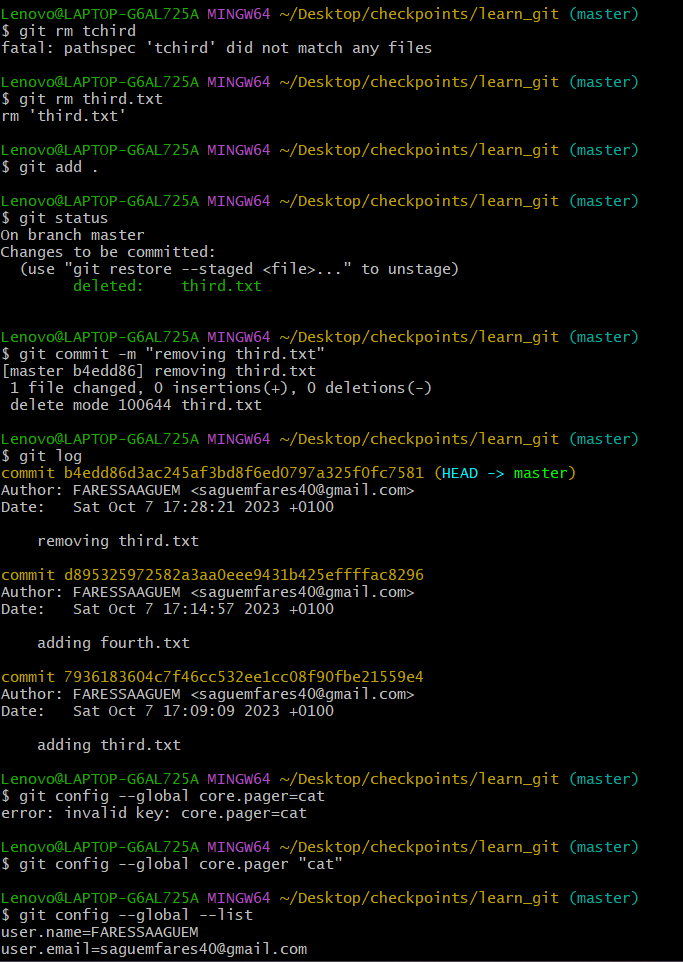 Lenovo@LAPTOP-G6AL725A MINGW64 ~/Desktop/checkpoints/learn_git (master)
$ git rm tchird
fatal: pathspec 'tchird' did not match any files

Lenovo@LAPTOP-G6AL725A MINGW64 ~/Desktop/checkpoints/learn_git (master)
$ git rm third.txt
rm 'third.txt'

Lenovo@LAPTOP-G6AL725A MINGW64 ~/Desktop/checkpoints/learn_git (master)
$ git add .

Lenovo@LAPTOP-G6AL725A MINGW64 ~/Desktop/checkpoints/learn_git (master)
$ git status
On branch master
Changes to be committed:
  (use "git restore --staged <file>..." to unstage)
        deleted:    third.txt

Lenovo@LAPTOP-G6AL725A MINGW64 ~/Desktop/checkpoints/learn_git (master)
$ git commit -m "removing third.txt"
[master b4edd86] removing third.txt
 1 file changed, 0 insertions(+), 0 deletions(-)
 delete mode 100644 third.txt

Lenovo@LAPTOP-G6AL725A MINGW64 ~/Desktop/checkpoints/learn_git (master)
$ git log
commit b4edd86d3ac245af3bd8f6ed0797a325f0fc7581 (HEAD -> master)
Author: FARESSAAGUEM <saguemfares40@gmail.com>
Date:   Sat Oct 7 17:28:21 2023 +0100

    removing third.txt

commit d895325972582a3aa0eee9431b425effffac8296
Author: FARESSAAGUEM <saguemfares40@gmail.com>
Date:   Sat Oct 7 17:14:57 2023 +0100

    adding fourth.txt

commit 7936183604c7f46cc532ee1cc08f90fbe21559e4
Author: FARESSAAGUEM <saguemfares40@gmail.com>
Date:   Sat Oct 7 17:09:09 2023 +0100

    adding third.txt

Lenovo@LAPTOP-G6AL725A MINGW64 ~/Desktop/checkpoints/learn_git (master)
$ git config --global core.pager=cat
error: invalid key: core.pager=cat

Lenovo@LAPTOP-G6AL725A MINGW64 ~/Desktop/checkpoints/learn_git (master)
$ git config --global core.pager "cat"

Lenovo@LAPTOP-G6AL725A MINGW64 ~/Desktop/checkpoints/learn_git (master)
$ git config --global --list
user.name=FARESSAAGUEM
user.email=saguemfares40@gmail.com